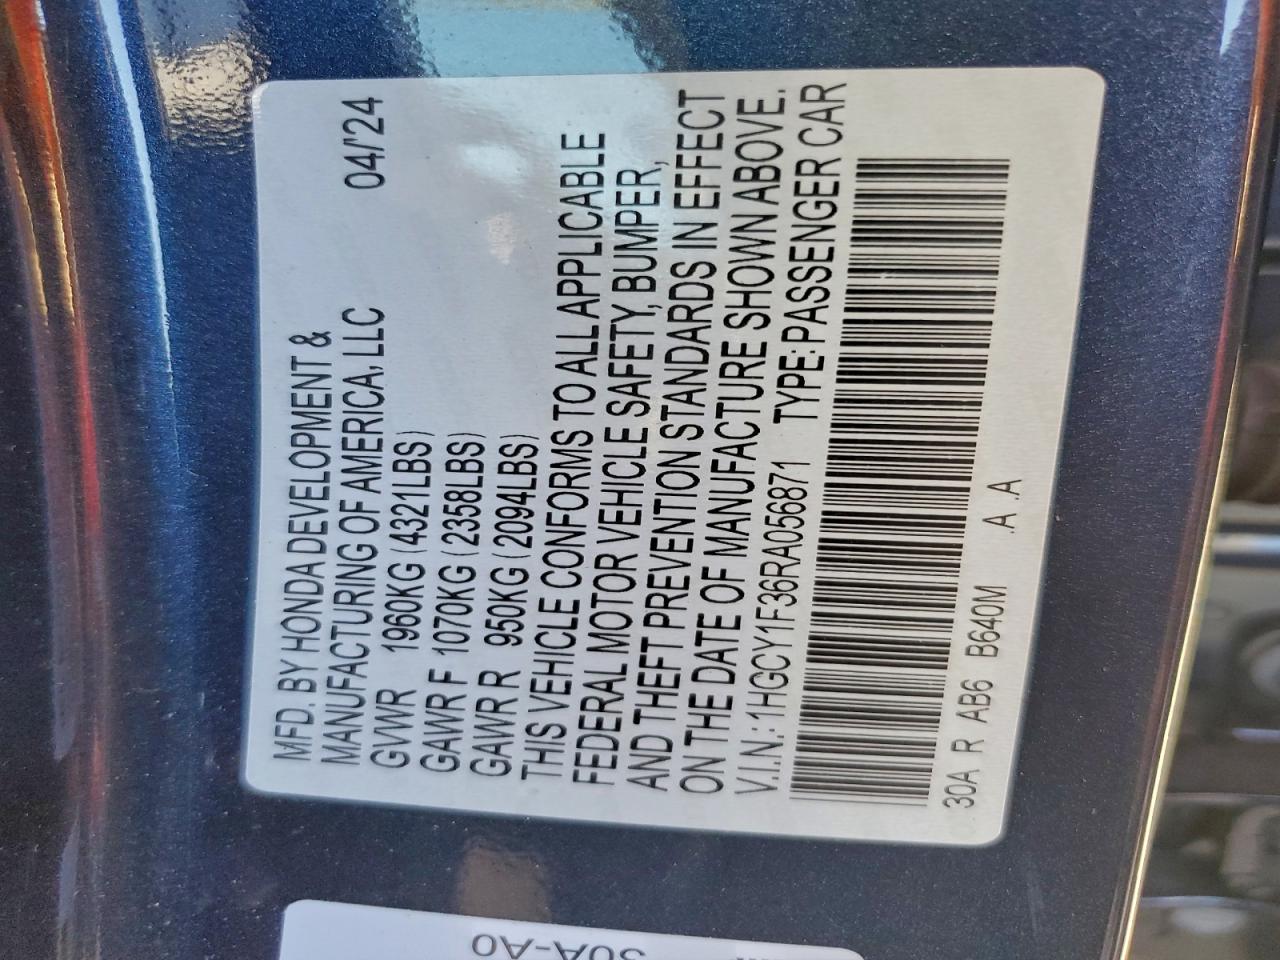 MFD. BY HONDA DEVELOPMENT &
MANUFACTURING OF AMERICA, LLC 04/'24
GVWR 1960KG (4321LBS)
GAWR F 1070KG (2358LBS)
GAWR R 950KG (2094LBS)
THIS VEHICLE CONFORMS TO ALL APPLICABLE
FEDERAL MOTOR VEHICLE SAFETY, BUMPER,
AND THEFT PREVENTION STANDARDS IN EFFECT
ON THE DATE OF MANUFACTURE SHOWN ABOVE.
V.I.N.: 1HGCY1F36RA056871 TYPE: PASSENGER CAR
30A R AB6 B640M .A .A
30A-A0